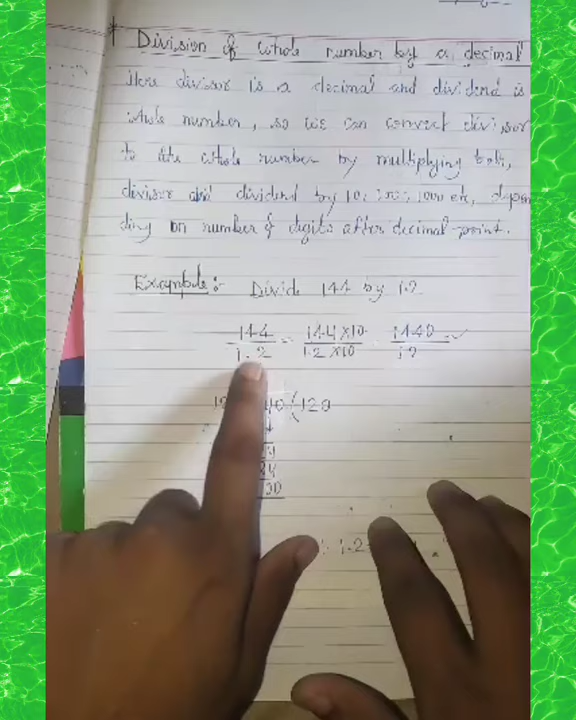 * Division of whole number by a decimal
Here divisor is a decimal and dividend is
whole number, so we can convert divisor
to the whole number by multiplying both,
divisor and dividend by 10, 100, 1000 etc, depen
ding on number of digits after decimal point.
Example:- Divide 144 by 1.2
144/1.2 = 144×10/1.2×10 = 1440/12 ✓
40 ( 120